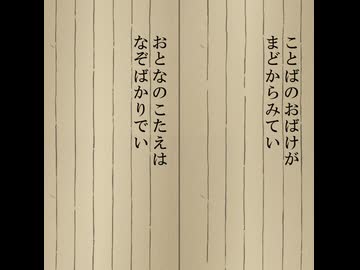 ことばのおばけが
まどからみてい
おとなのこたえは
なぞばかりでい